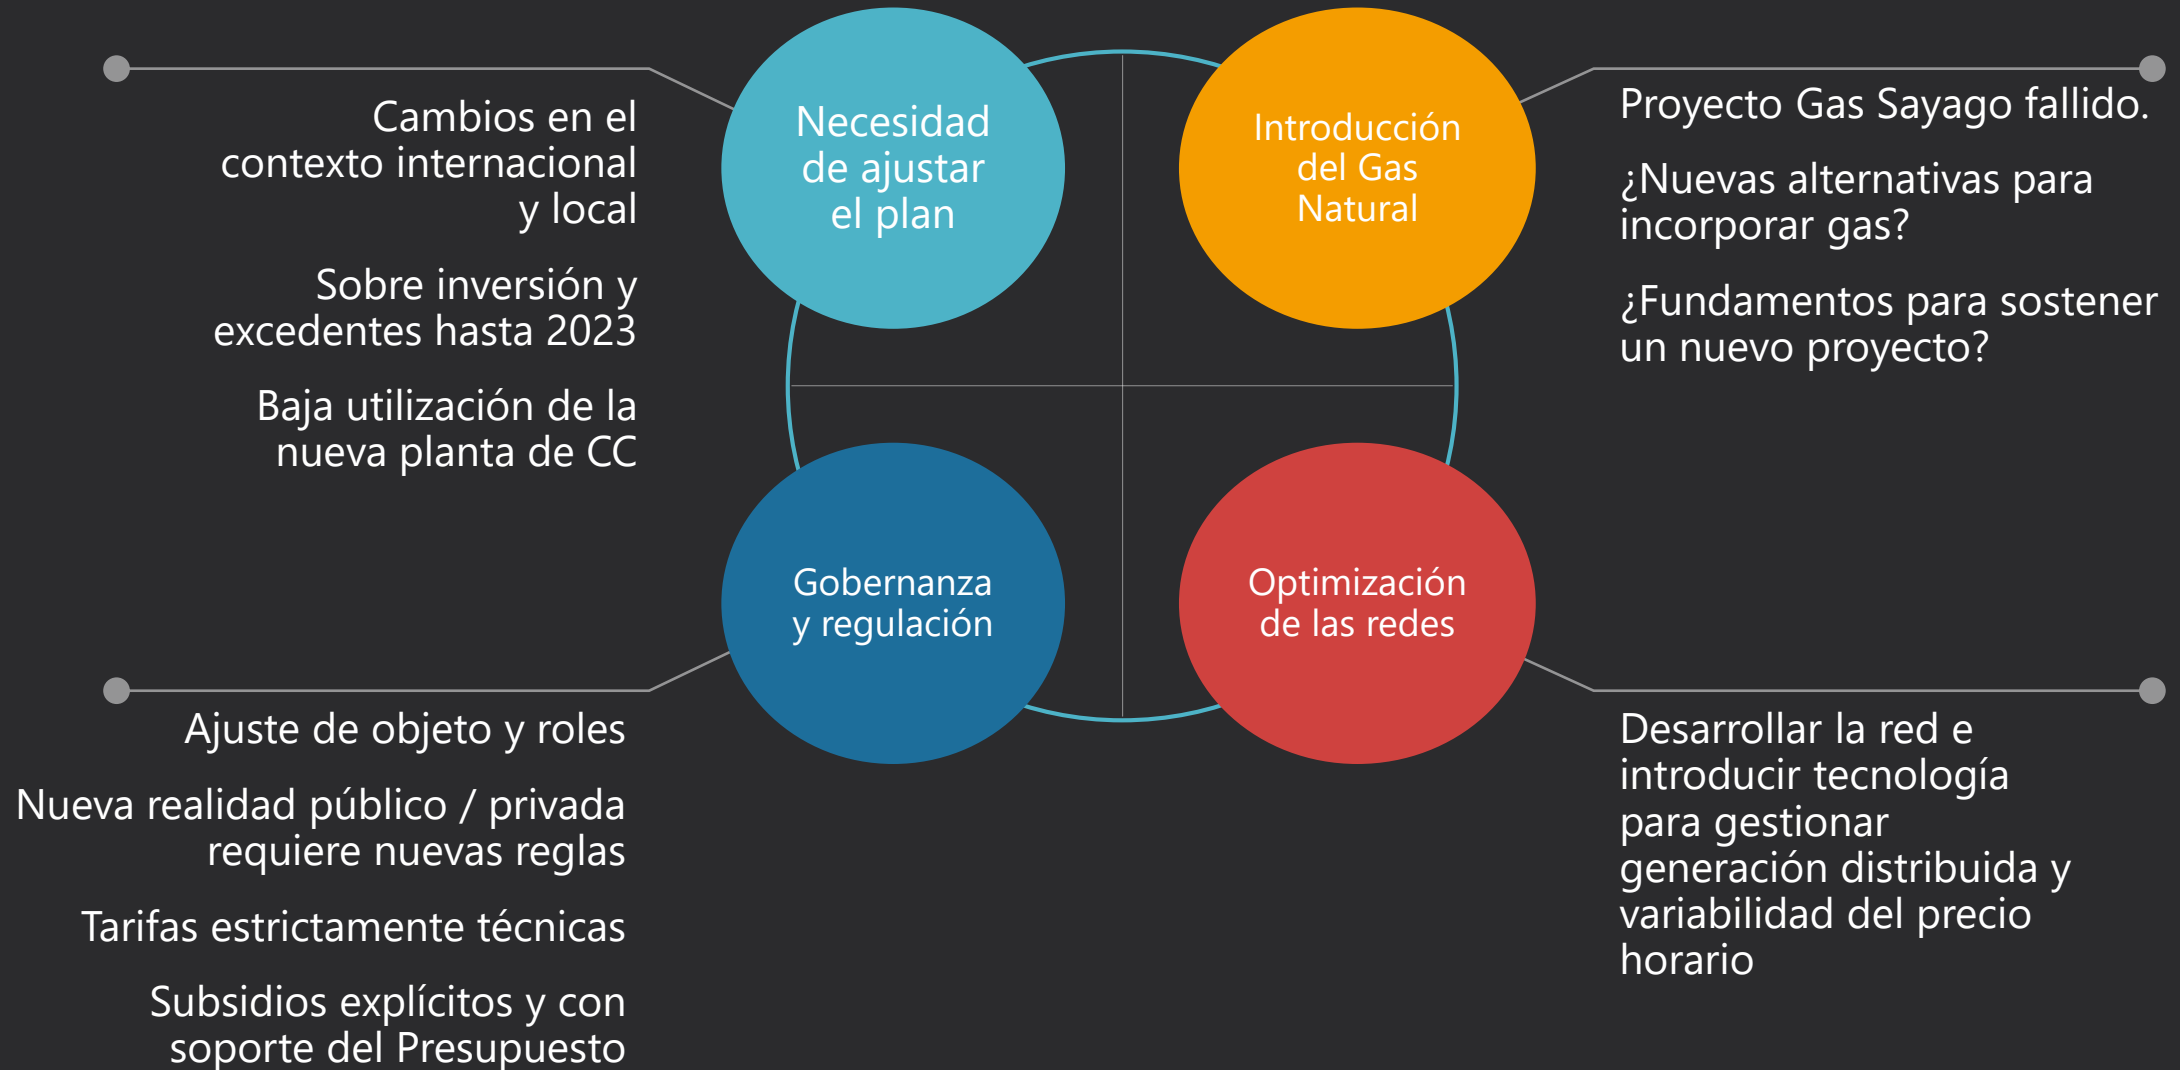 Necesidad
de ajustar
el plan
Cambios en el
contexto internacional
y local
Sobre inversión y
excedentes hasta 2023
Baja utilización de la
nueva planta de CC
Introducción
del Gas
Natural
Proyecto Gas Sayago fallido.
¿Nuevas alternativas para
incorporar gas?
¿Fundamentos para sostener
un nuevo proyecto?
Gobernanza
y regulación
Ajuste de objeto y roles
Nueva realidad público / privada
requiere nuevas reglas
Tarifas estrictamente técnicas
Subsidios explícitos y con
soporte del Presupuesto
Optimización
de las redes
Desarrollar la red e
introducir tecnología
para gestionar
generación distribuida y
variabilidad del precio
horario